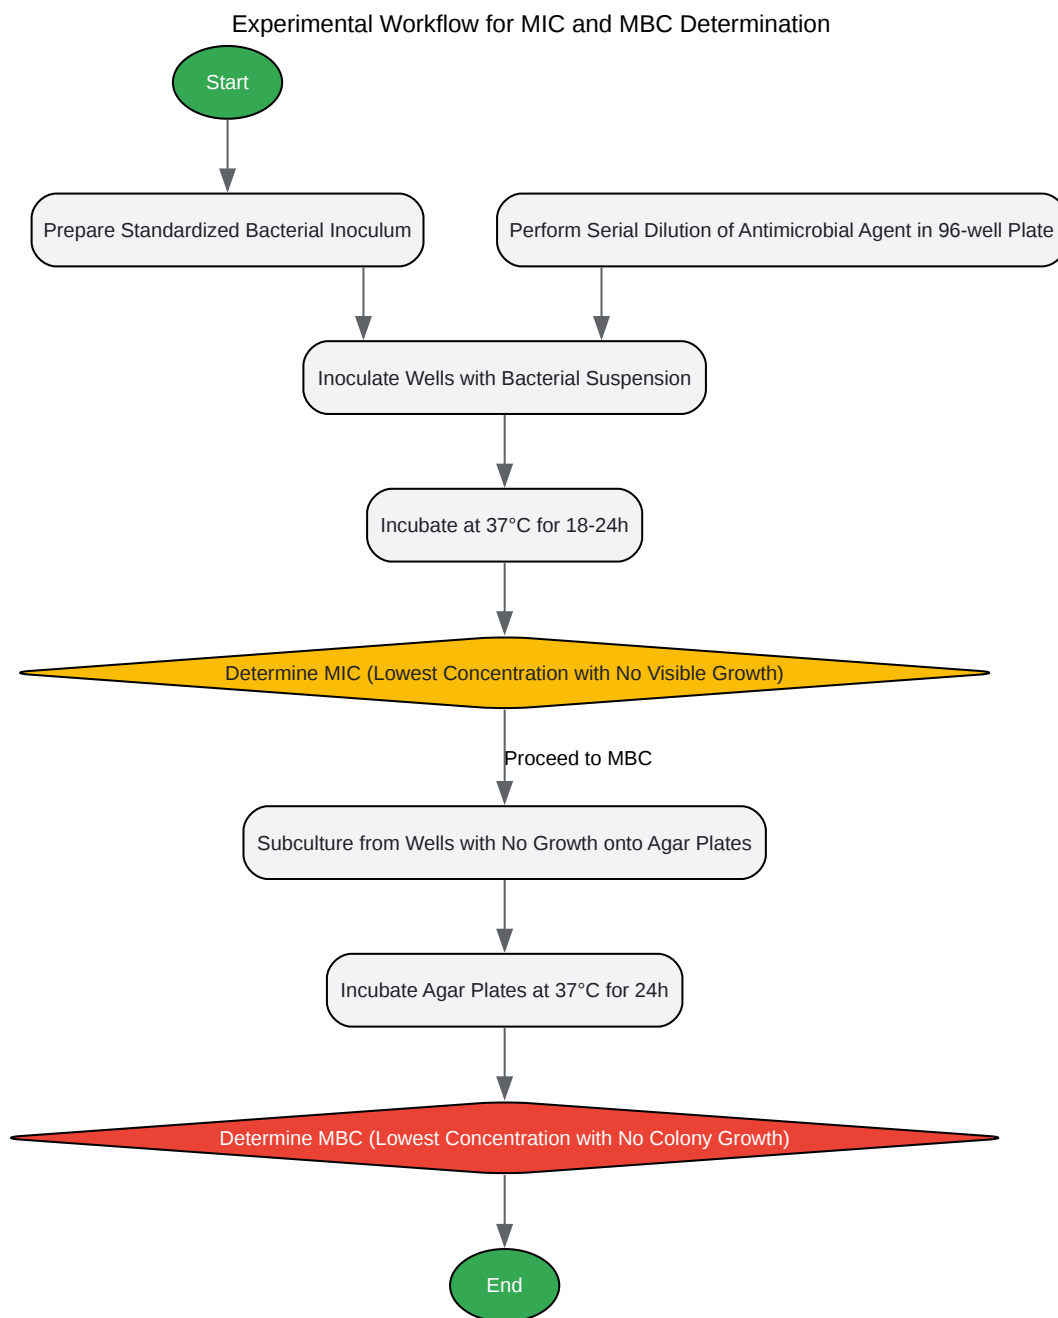 Experimental Workflow for MIC and MBC Determination
Start
Prepare Standardized Bacterial Inoculum
Perform Serial Dilution of Antimicrobial Agent in 96-well Plate
Inoculate Wells with Bacterial Suspension
Incubate at 37°C for 18-24h
Determine MIC (Lowest Concentration with No Visible Growth)
Proceed to MBC
Subculture from Wells with No Growth onto Agar Plates
Incubate Agar Plates at 37°C for 24h
Determine MBC (Lowest Concentration with No Colony Growth)
End